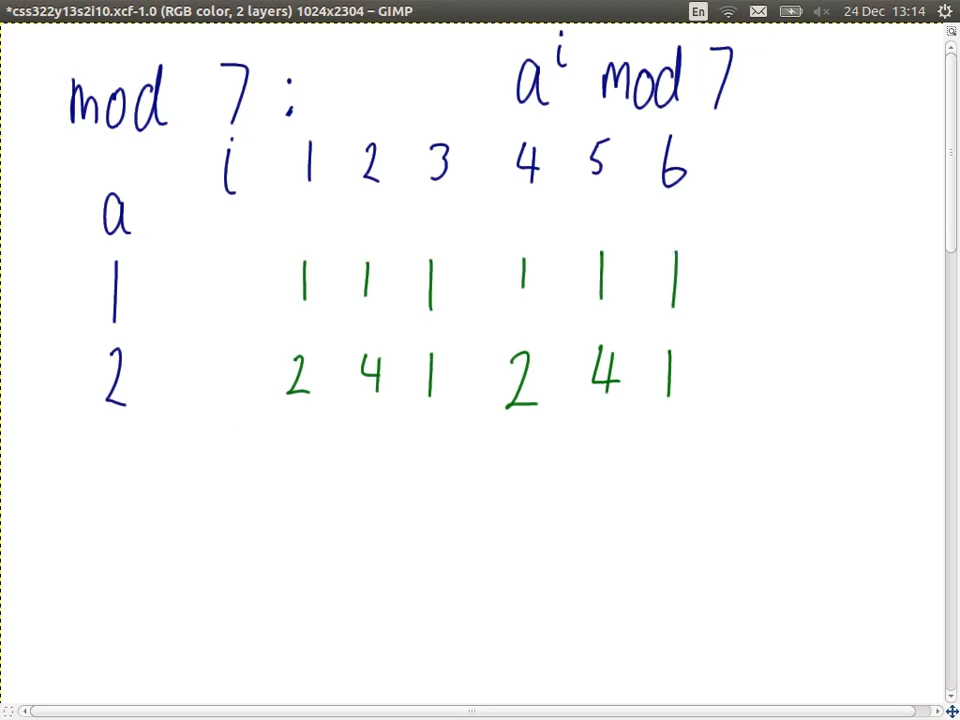 *css322y13s2i10.xcf-1.0 (RGB color, 2 layers) 1024x2304 – GIMP En 24 Dec 13:14
mod 7: a^i mod 7
i 1 2 3 4 5 6
a
1 1 1 1 1 1 1
2 2 4 1 2 4 1